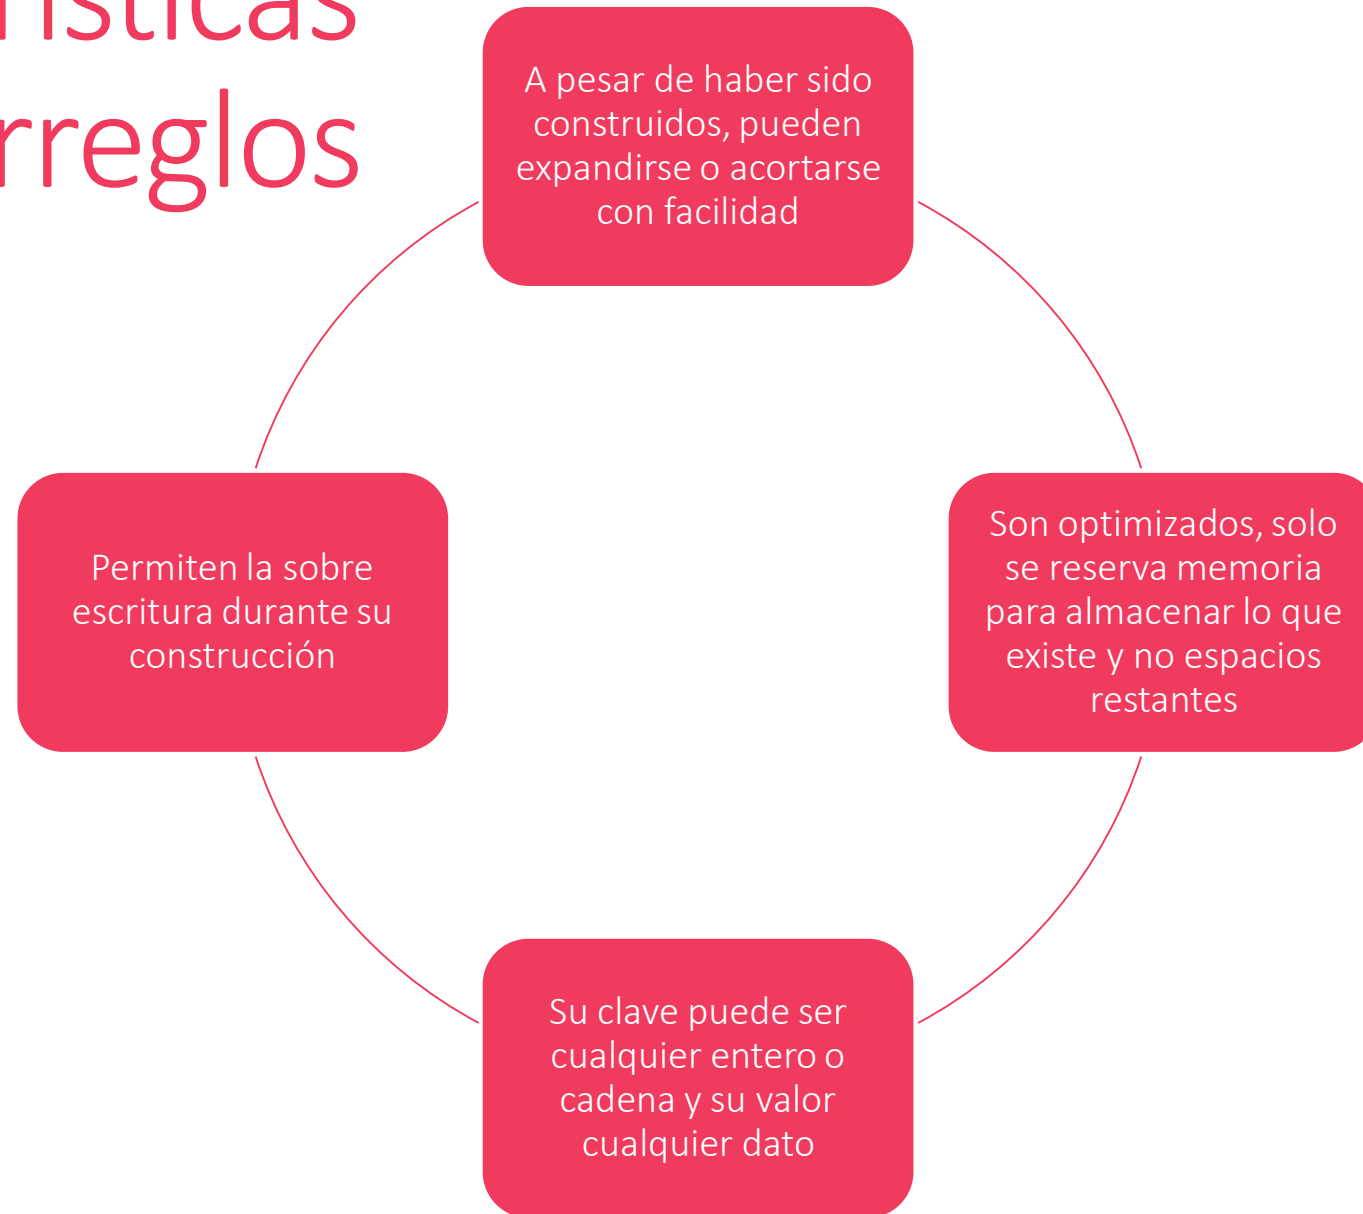 rísticas
rreglos
A pesar de haber sido
construidos, pueden
expandirse o acortarse
con facilidad
Son optimizados, solo
se reserva memoria
para almacenar lo que
existe y no espacios
restantes
Su clave puede ser
cualquier entero o
cadena y su valor
cualquier dato
Permiten la sobre
escritura durante su
construcción